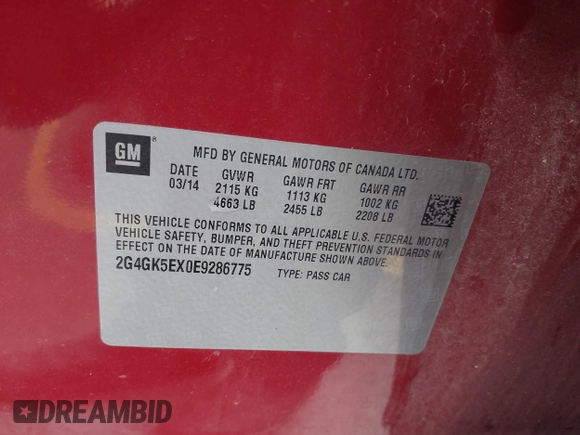 GM ®
MFD BY GENERAL MOTORS OF CANADA LTD.
DATE GVWR GAWR FRT GAWR RR
03/14 2115 KG 1113 KG 1002 KG
4663 LB 2455 LB 2208 LB
THIS VEHICLE CONFORMS TO ALL APPLICABLE U.S. FEDERAL MOTOR
VEHICLE SAFETY, BUMPER, AND THEFT PREVENTION STANDARDS IN
EFFECT ON THE DATE OF MANUFACTURE SHOWN ABOVE.
2G4GK5EX0E9286775 TYPE: PASS CAR
DREAMBID